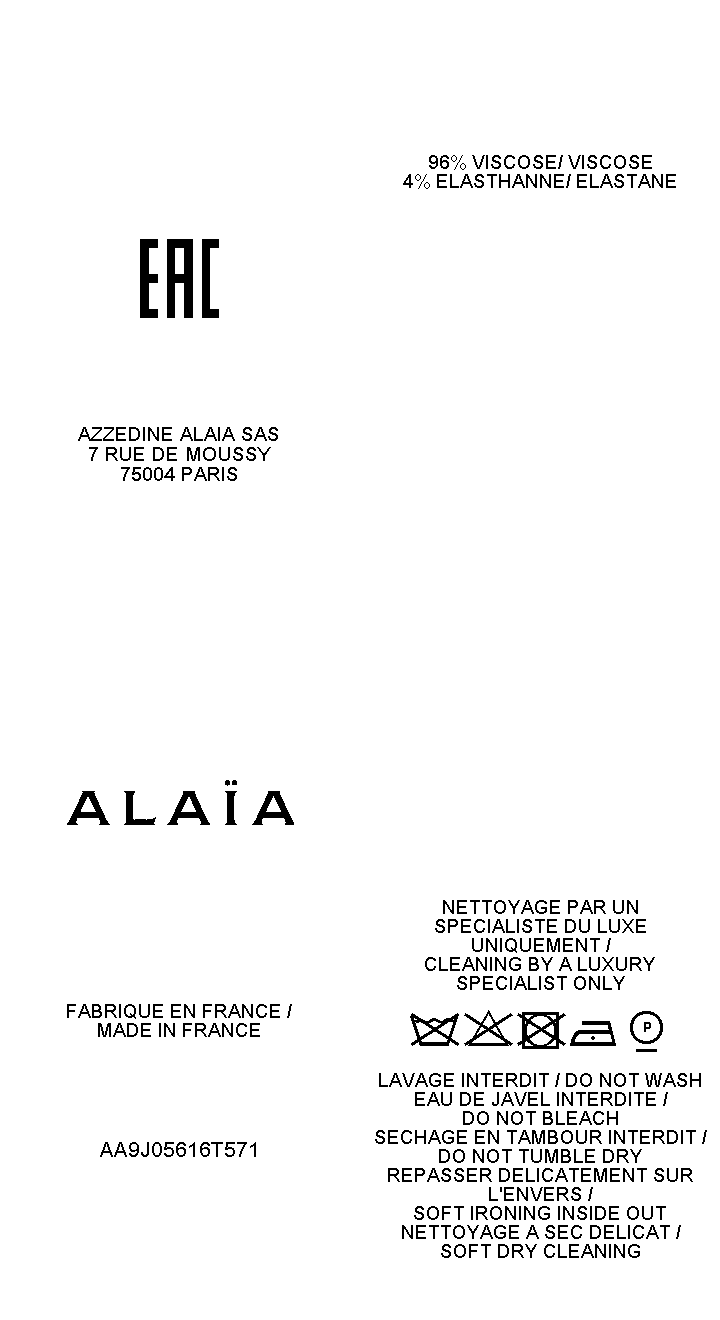 96% VISCOSE/ VISCOSE
4% ELASTHANNE/ ELASTANE
EAC
AZZEDINE ALAIA SAS
7 RUE DE MOUSSY
75004 PARIS
ALAÏA
FABRIQUE EN FRANCE /
MADE IN FRANCE
AA9J05616T571
NETTOYAGE PAR UN
SPECIALISTE DU LUXE
UNIQUEMENT /
CLEANING BY A LUXURY
SPECIALIST ONLY
P
LAVAGE INTERDIT / DO NOT WASH
EAU DE JAVEL INTERDITE /
DO NOT BLEACH
SECHAGE EN TAMBOUR INTERDIT /
DO NOT TUMBLE DRY
REPASSER DELICATEMENT SUR
L'ENVERS /
SOFT IRONING INSIDE OUT
NETTOYAGE A SEC DELICAT /
SOFT DRY CLEANING